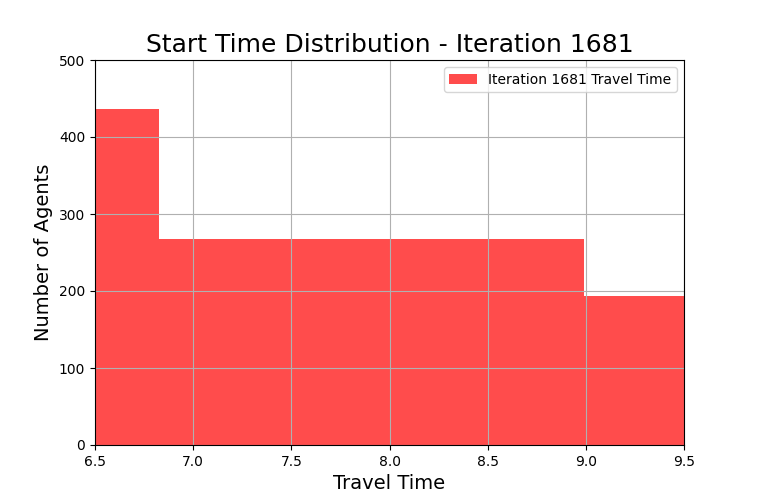 Start Time Distribution - Iteration 1681
Iteration 1681 Travel Time
Number of Agents
500
400
300
200
100
0
6.5 7.0 7.5 8.0 8.5 9.0 9.5
Travel Time